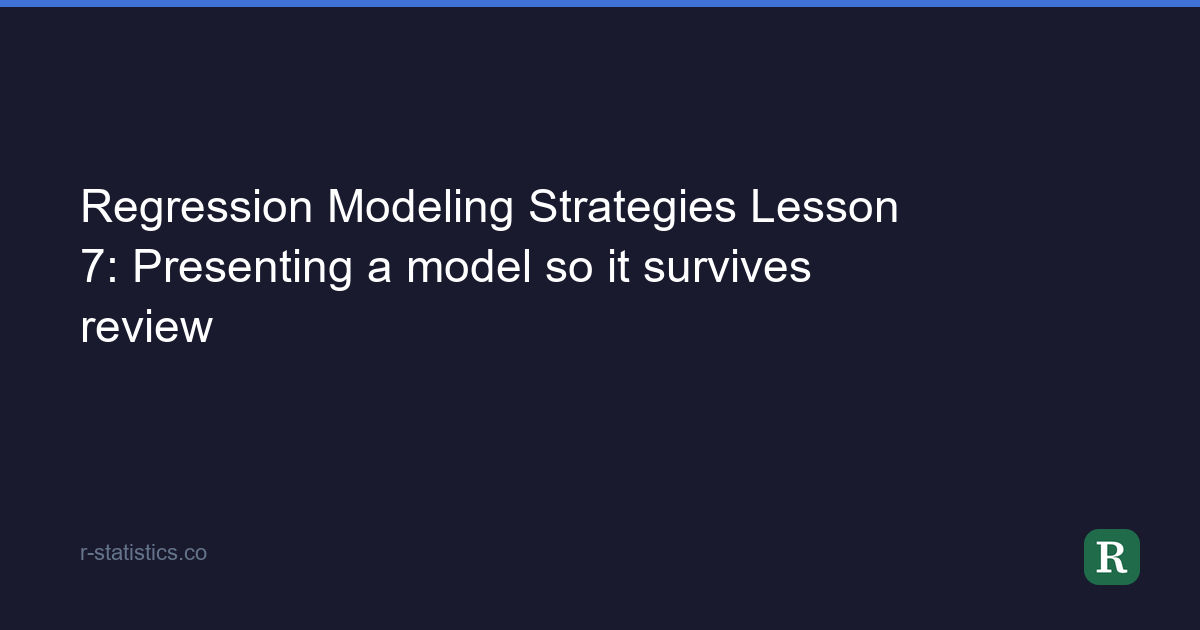 Regression Modeling Strategies Lesson
7: Presenting a model so it survives
review
r-statistics.co
R